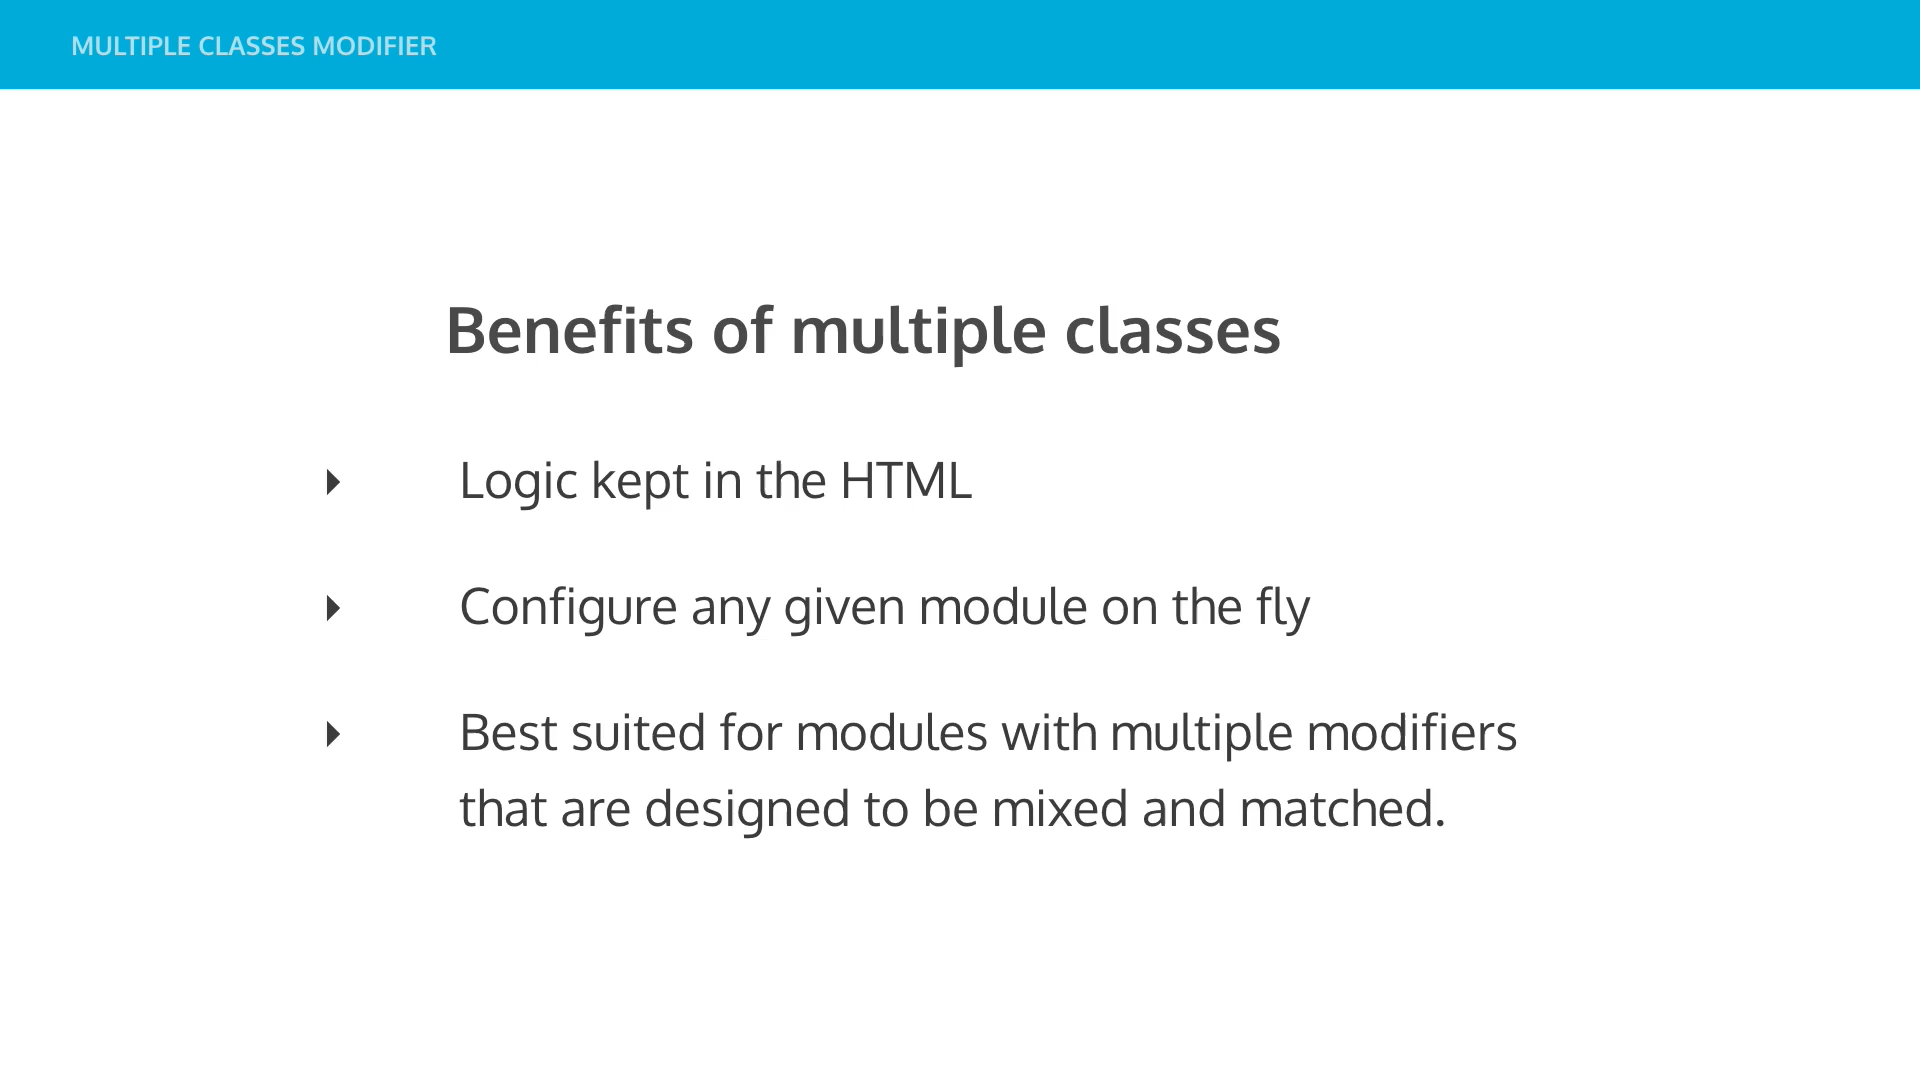 MULTIPLE CLASSES MODIFIER
Benefits of multiple classes
Logic kept in the HTML
Configure any given module on the fly
Best suited for modules with multiple modifiers
that are designed to be mixed and matched.